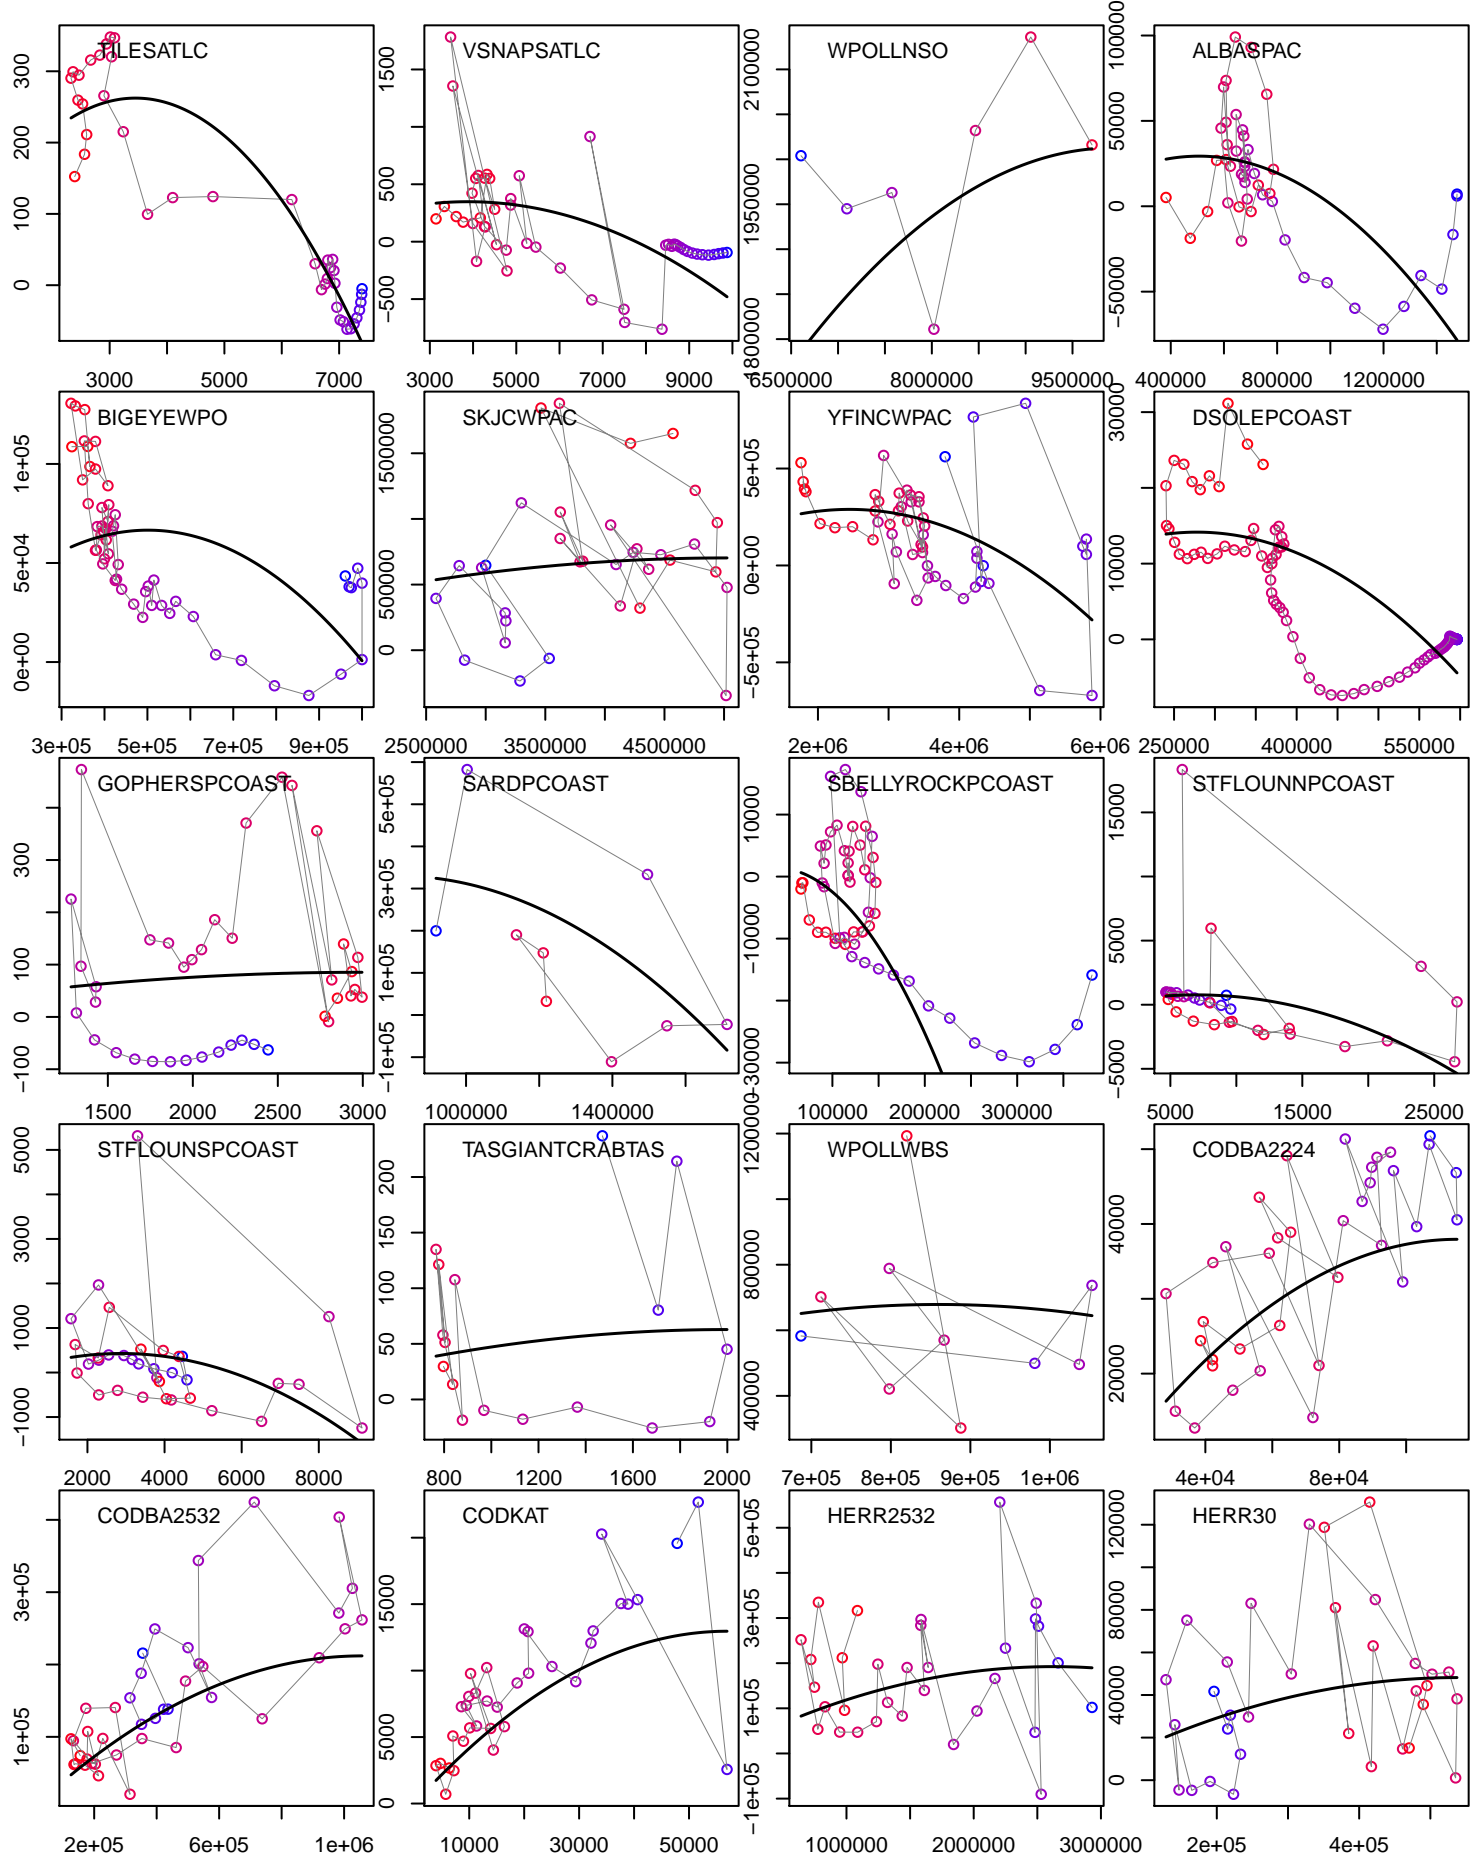 TILESATLC
VSNAPSATLC
WPOLLNSO
ALBASPAC
0 100 200 300
-500 0 500 1500
1800000 1950000 2100000
-50000 0 50000 100000
3000 5000 7000
3000 5000 7000 9000
6500000 8000000 9500000
400000 800000 1200000
BIGEYEWPO
SKJCWPAC
YFINCWPAC
DSOLEPCOAST
0e+00 5e+04 1e+05
0 500000 1500000
-5e+05 0e+00 5e+05
0 10000 30000
3e+05 5e+05 7e+05 9e+05
2500000 3500000 4500000
2e+06 4e+06 6e+06
250000 400000 550000
GOPHERSPCOAST
SARDPCOAST
SBELLYROCKPCOAST
STFLOUNNPCOAST
-100 0 100 300
-1e+05 1e+05 3e+05 5e+05
-30000 -10000 0 10000
-5000 0 5000 15000
1500 2000 2500 3000
1000000 1400000
100000 200000 300000
5000 15000 25000
STFLOUNSPCOAST
TASGIANTCRABTAS
WPOLLWBS
CODBA2224
-1000 1000 3000 5000
0 50 100 150 200
400000 800000 1200000
20000 40000
2000 4000 6000 8000
800 1200 1600 2000
7e+05 8e+05 9e+05 1e+06
4e+04 8e+04
CODBA2532
CODKAT
HERR2532
HERR30
1e+05 3e+05
0 5000 15000
-1e+05 1e+05 3e+05 5e+05
0 40000 80000 120000
2e+05 6e+05 1e+06
10000 30000 50000
1000000 2000000 3000000
2e+05 4e+05